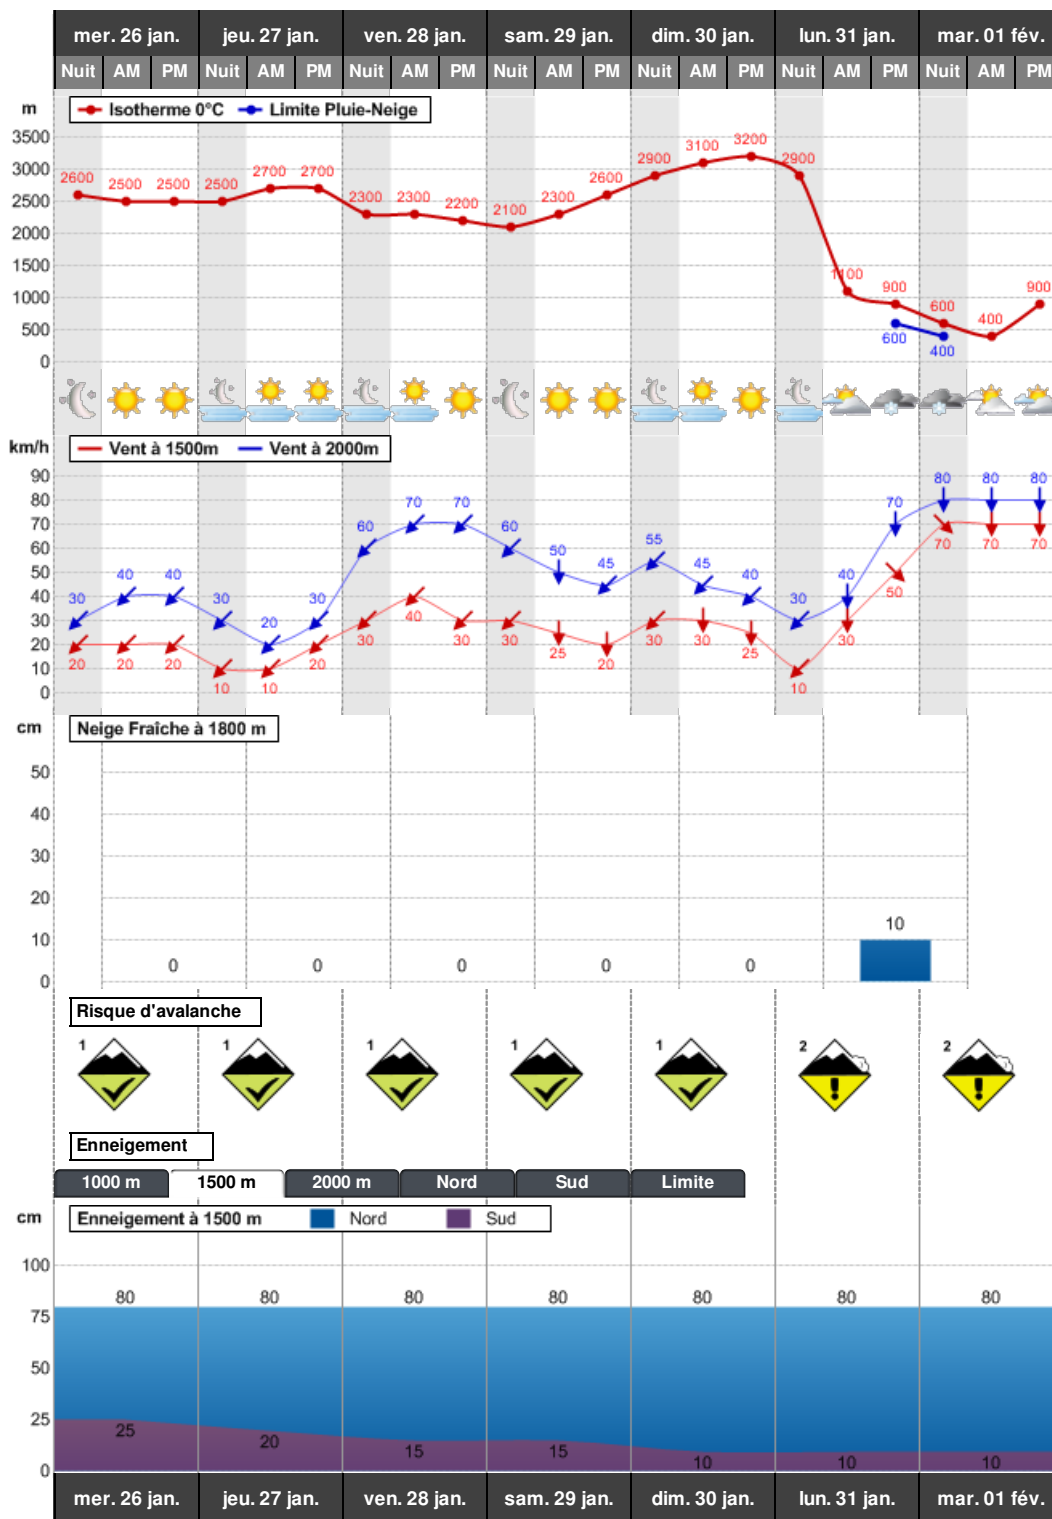 mer. 26 jan. jeu. 27 jan. ven. 28 jan. sam. 29 jan. dim. 30 jan. lun. 31 jan. mar. 01 fév.
Nuit AM PM Nuit AM PM Nuit AM PM Nuit AM PM Nuit AM PM Nuit AM PM Nuit AM PM
m
Isotherme 0°C Limite Pluie-Neige
3500
3000
2500
2000
1500
1000
500
0
2600 2500 2500 2500 2700 2700 2300 2300 2200 2100 2300 2600 2900 3100 3200 2900 1100 900 600 400 900
600 400
km/h
Vent à 1500m Vent à 2000m
90
80
70
60
50
40
30
20
10
0
30 40 40 30 20 30 60 70 70 60 50 45 55 45 40 30 40 70 80 80 80
20 20 20 10 10 20 30 40 30 30 25 20 30 30 25 10 30 50 70 70 70
cm
Neige Fraîche à 1800 m
50
40
30
20
10
0
0 0 0 0 0 10
Risque d'avalanche
1 1 1 1 1 2 2
Enneigement
1000 m 1500 m 2000 m Nord Sud Limite
cm
Enneigement à 1500 m Nord Sud
100
75
50
25
0
80 80 80 80 80 80 80
25 20 15 15 10 10 10
mer. 26 jan. jeu. 27 jan. ven. 28 jan. sam. 29 jan. dim. 30 jan. lun. 31 jan. mar. 01 fév.